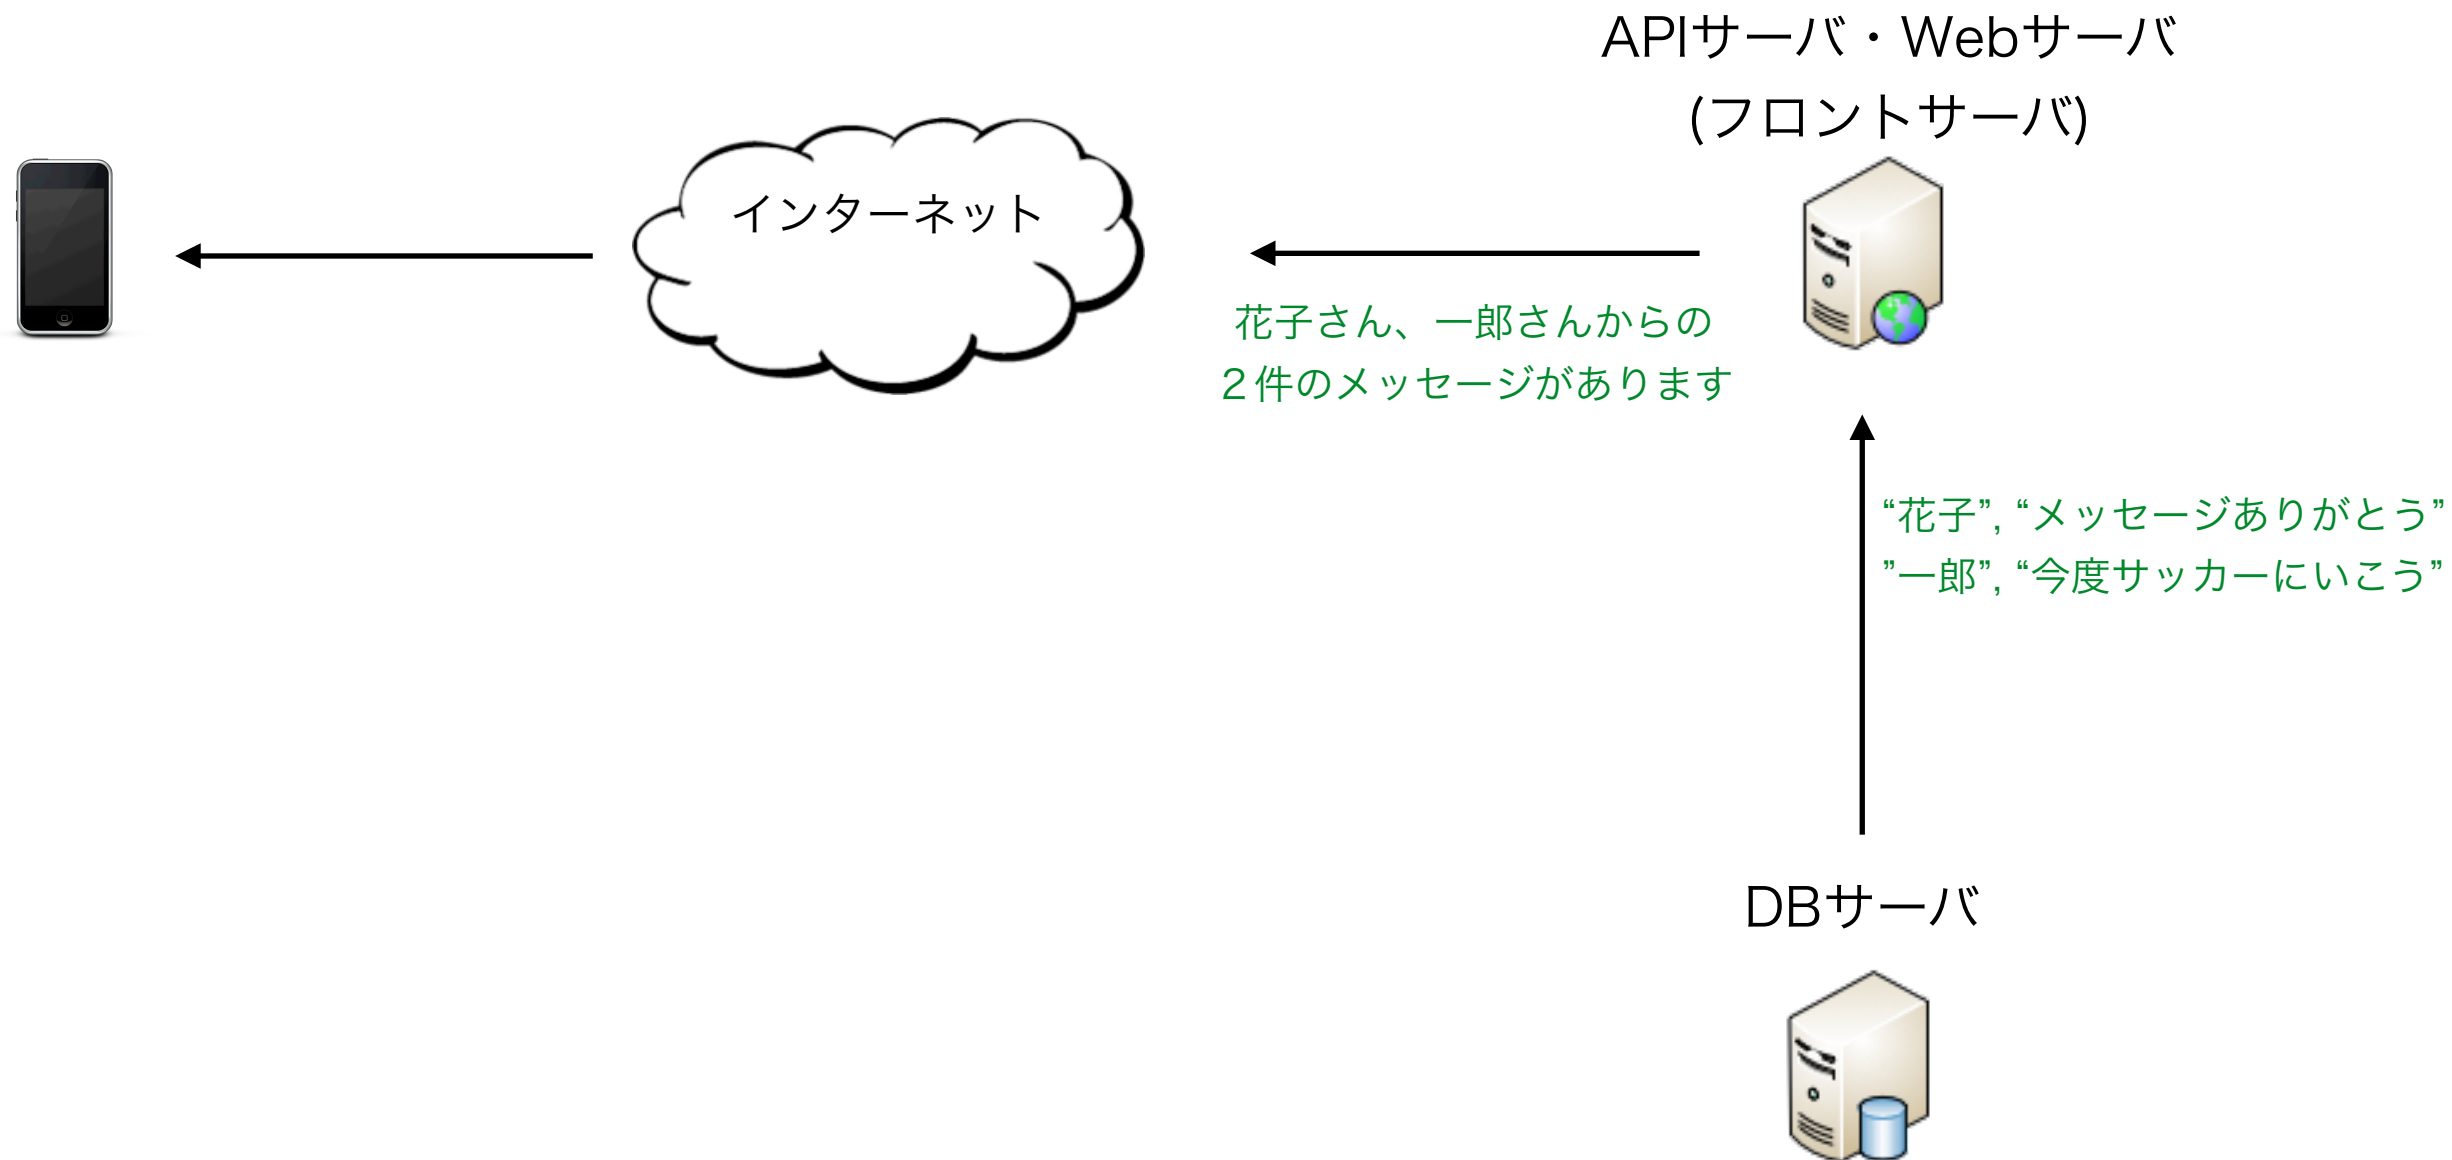 APIサーバ・Webサーバ
(フロントサーバ)
インターネット
花子さん、一郎さんからの
２件のメッセージがあります
“花子”, “メッセージありがとう”
”一郎”, “今度サッカーにいこう”
DBサーバ